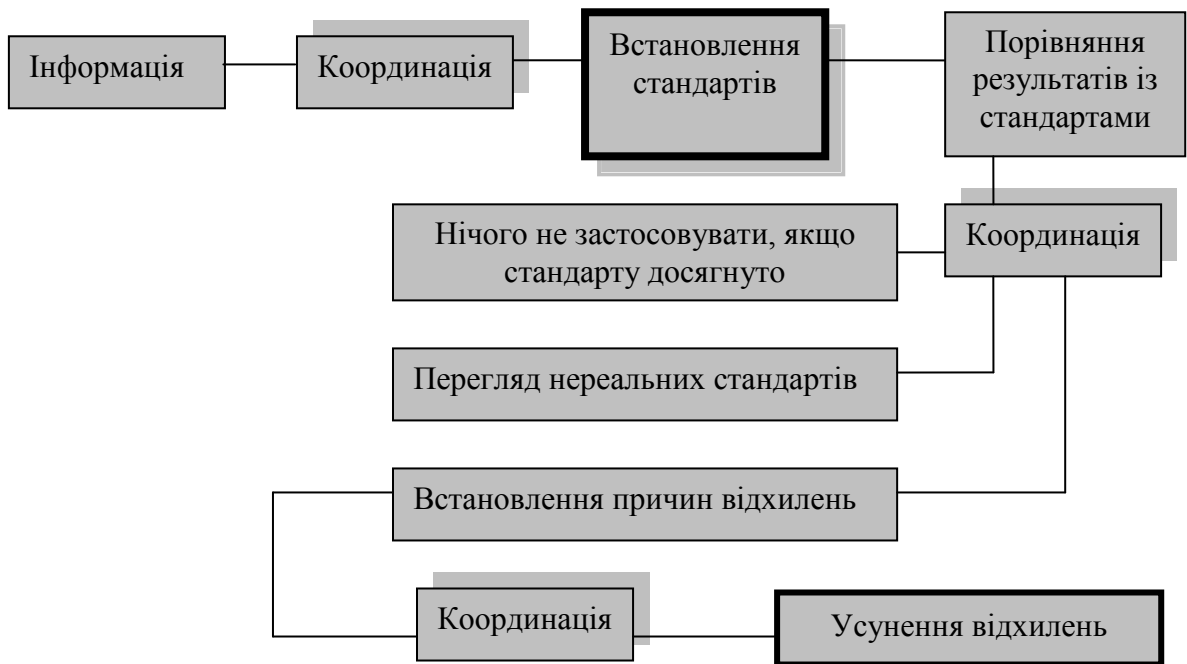 Інформація
Координація
Встановлення
стандартів
Порівняння
результатів із
стандартами
Нічого не застосовувати, якщо
стандарту досягнуто
Координація
Перегляд нереальних стандартів
Встановлення причин відхилень
Координація
Усунення відхилень